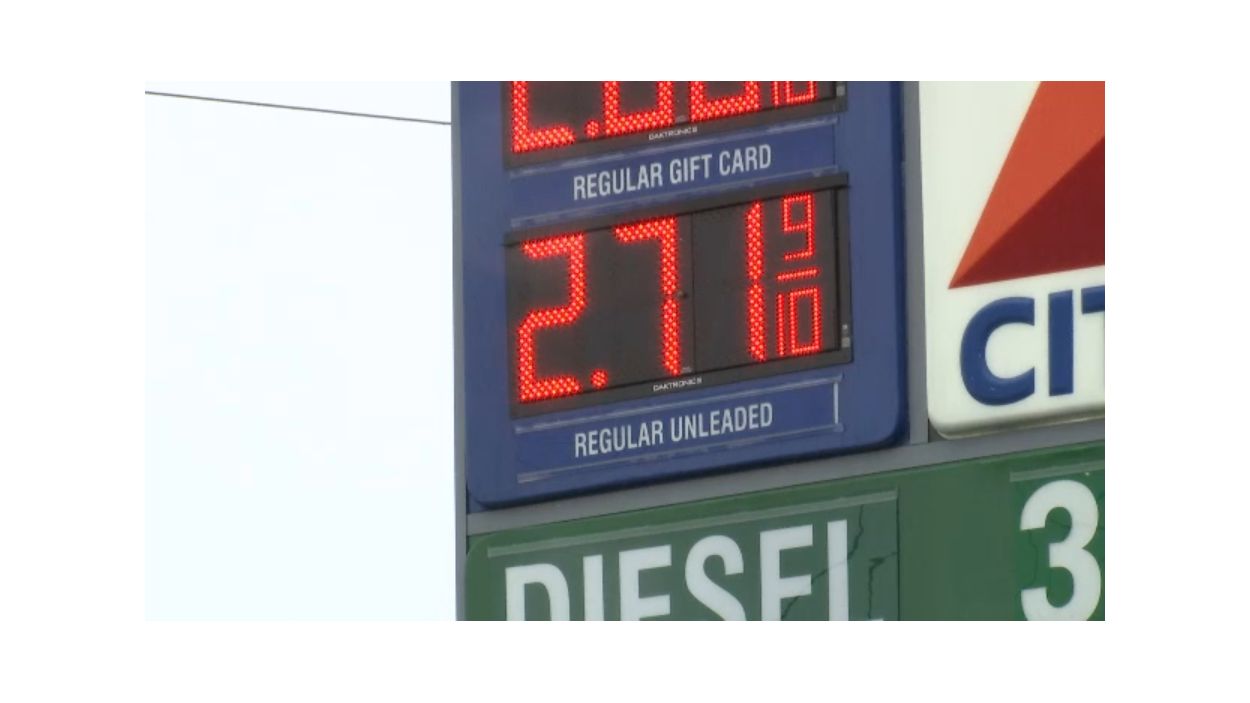 DAKTRONICS
REGULAR GIFT CARD
2.71 9/10
DAKTRONICS
REGULAR UNLEADED
CIT
DIESEL 3